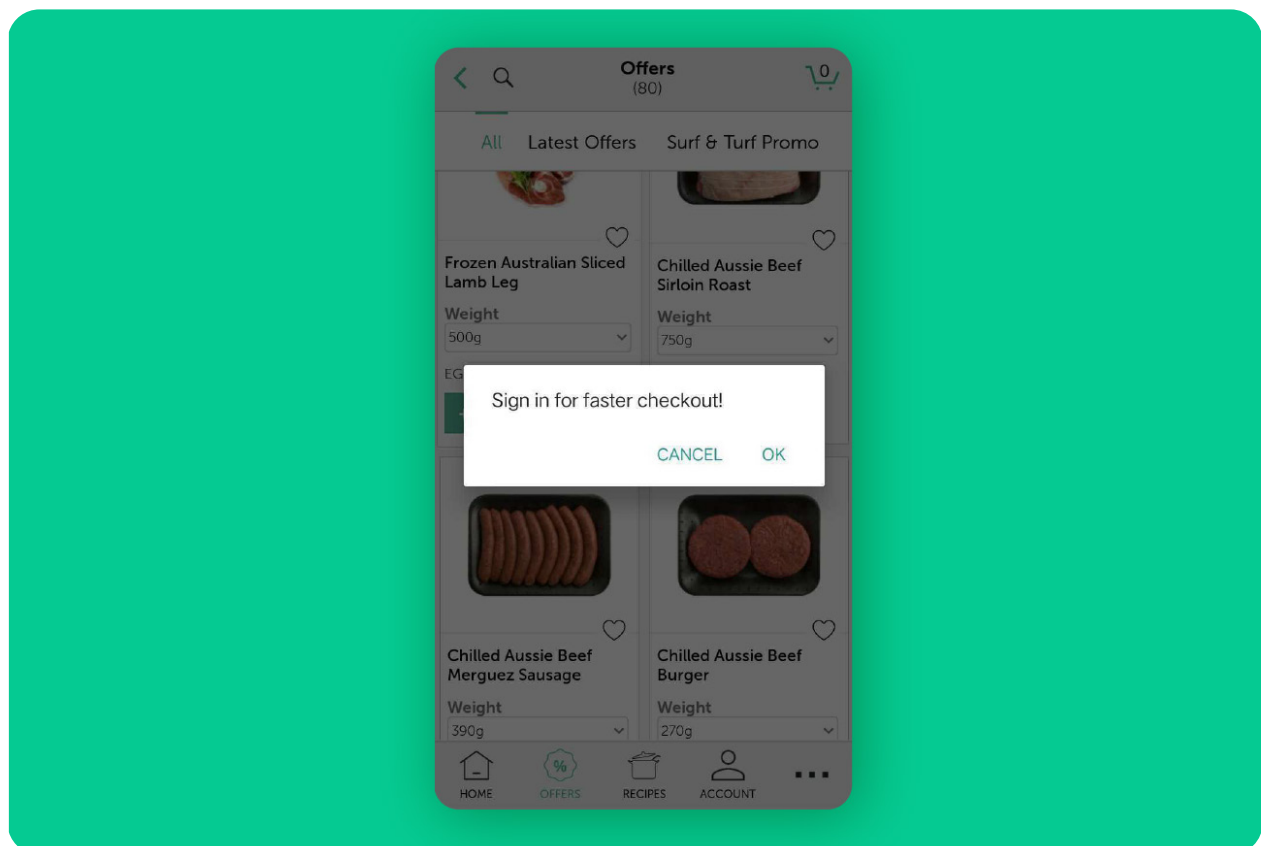 Offers
(80)
0
All Latest Offers Surf & Turf Promo
Frozen Australian Sliced
Lamb Leg
Weight
500g
EG
Chilled Aussie Beef
Sirloin Roast
Weight
750g
Sign in for faster checkout!
CANCEL OK
Chilled Aussie Beef
Merguez Sausage
Weight
390g
Chilled Aussie Beef
Burger
Weight
270g
%
HOME OFFERS RECIPES ACCOUNT